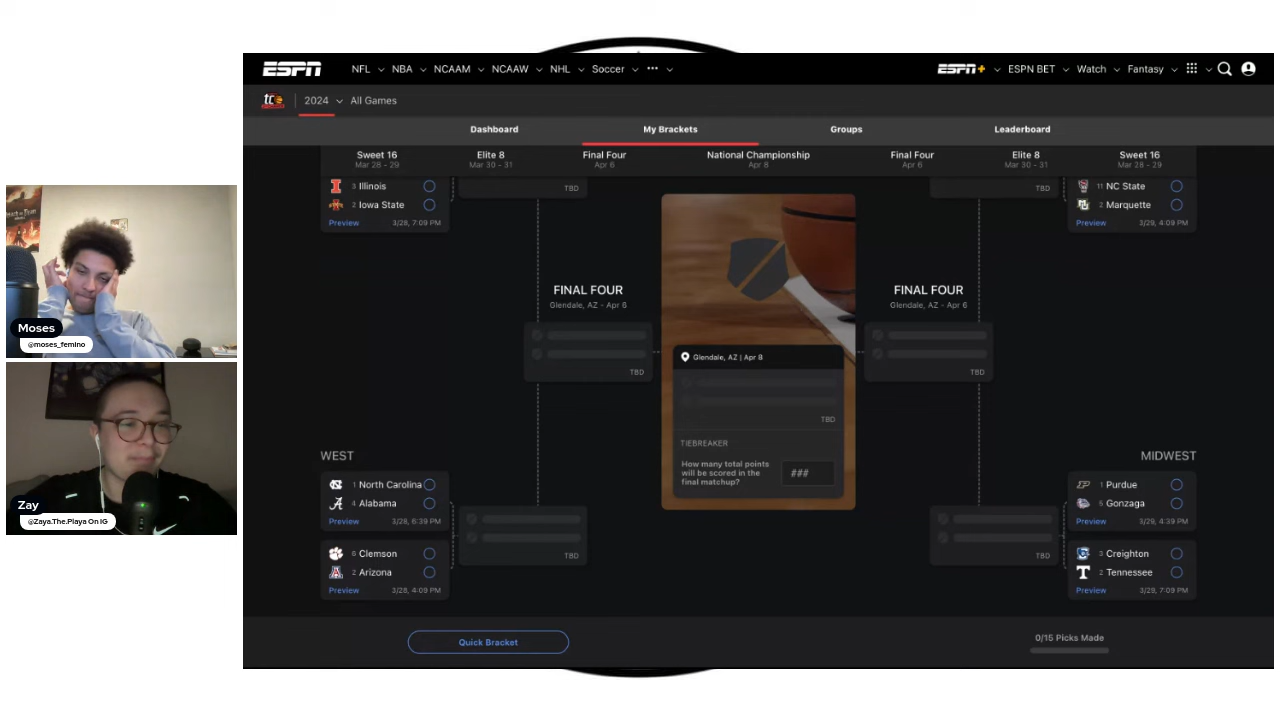 ESPN NFL NBA NCAAM NCAAW NHL Soccer ••• ESPN+ ESPN BET Watch Fantasy
tc 2024 All Games
Dashboard My Brackets Groups Leaderboard
Sweet 16 Elite 8 Final Four National Championship Final Four Elite 8 Sweet 16
Mar 28 - 29 Mar 30 - 31 Apr 6 Apr 8 Apr 6 Mar 30 - 31 Mar 28 - 29
3 Illinois
2 Iowa State
Preview 3/28, 7:09 PM
TBD
TBD
11 NC State
2 Marquette
Preview 3/29, 4:09 PM
FINAL FOUR
Glendale, AZ - Apr 6
TBD
Glendale, AZ | Apr 8
TBD
TIEBREAKER
How many total points
will be scored in the
final matchup?
###
FINAL FOUR
Glendale, AZ - Apr 6
TBD
WEST
1 North Carolina
4 Alabama
Preview 3/28, 6:39 PM
6 Clemson
2 Arizona
Preview 3/28, 4:09 PM
TBD
MIDWEST
1 Purdue
5 Gonzaga
Preview 3/29, 4:39 PM
3 Creighton
2 Tennessee
Preview 3/29, 7:09 PM
TBD
Quick Bracket
0/15 Picks Made
Moses
@moses_femino
Zay
@Zaya.The.Playa On IG